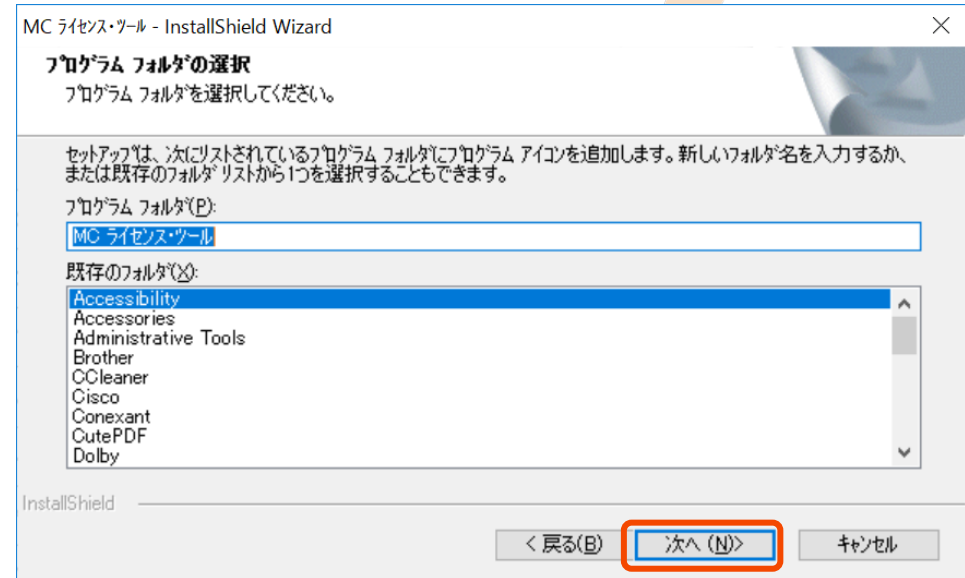 MC ﾗｲｾﾝｽ・ﾂｰﾙ - InstallShield Wizard
ﾌﾟﾛｸﾞﾗﾑ ﾌｫﾙﾀﾞの選択
ﾌﾟﾛｸﾞﾗﾑ ﾌｫﾙﾀﾞを選択してください。
ｾｯﾄｱｯﾌﾟは、次にﾘｽﾄされているﾌﾟﾛｸﾞﾗﾑ ﾌｫﾙﾀﾞにﾌﾟﾛｸﾞﾗﾑ ｱｲｺﾝを追加します。新しいﾌｫﾙﾀﾞ名を入力するか、
または既存のﾌｫﾙﾀﾞ ﾘｽﾄから1つを選択することもできます。
ﾌﾟﾛｸﾞﾗﾑ ﾌｫﾙﾀﾞ(P):
MC ﾗｲｾﾝｽ・ﾂｰﾙ
既存のﾌｫﾙﾀﾞ(X):
Accessibility
Accessories
Administrative Tools
Brother
CCleaner
Cisco
Conexant
CutePDF
Dolby
InstallShield
< 戻る(B)
次へ (N)>
ｷｬﾝｾﾙ